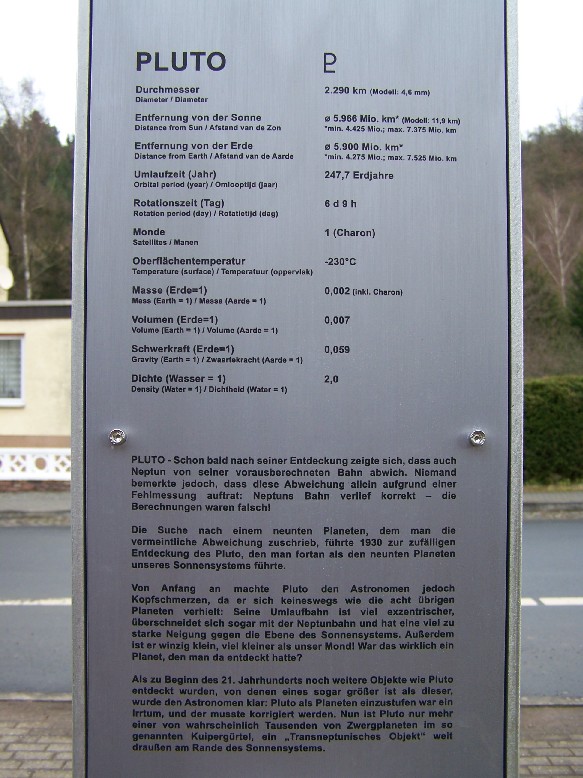 PLUTO ♇
Durchmesser 2.290 km (Modell: 4,6 mm)
Diameter / Diameter
Entfernung von der Sonne ø 5.966 Mio. km* (Modell: 11,9 km)
Distance from Sun / Afstand van de Zon *min. 4.425 Mio.; max. 7.375 Mio. km
Entfernung von der Erde ø 5.900 Mio. km*
Distance from Earth / Afstand van de Aarde *min. 4.275 Mio.; max. 7.525 Mio. km
Umlaufzeit (Jahr) 247,7 Erdjahre
Orbital period (year) / Omlooptijd (jaar)
Rotationszeit (Tag) 6 d 9 h
Rotation period (day) / Rotatietijd (dag)
Monde 1 (Charon)
Satellites / Manen
Oberflächentemperatur -230°C
Temperature (surface) / Temperatuur (oppervlak)
Masse (Erde=1) 0,002 (inkl. Charon)
Mass (Earth = 1) / Massa (Aarde = 1)
Volumen (Erde=1) 0,007
Volume (Earth = 1) / Volume (Aarde = 1)
Schwerkraft (Erde=1) 0,059
Gravity (Earth = 1) / Zwaartekracht (Aarde = 1)
Dichte (Wasser = 1) 2,0
Density (Water = 1) / Dichtheid (Water = 1)
PLUTO - Schon bald nach seiner Entdeckung zeigte sich, dass auch
Neptun von seiner vorausberechneten Bahn abwich. Niemand
bemerkte jedoch, dass diese Abweichung allein aufgrund einer
Fehlmessung auftrat: Neptuns Bahn verlief korrekt – die
Berechnungen waren falsch!
Die Suche nach einem neunten Planeten, dem man die
vermeintliche Abweichung zuschrieb, führte 1930 zur zufälligen
Entdeckung des Pluto, den man fortan als den neunten Planeten
unseres Sonnensystems führte.
Von Anfang an machte Pluto den Astronomen jedoch
Kopfschmerzen, da er sich keineswegs wie die acht übrigen
Planeten verhielt: Seine Umlaufbahn ist viel exzentrischer,
überschneidet sich sogar mit der Neptunbahn und hat eine viel zu
starke Neigung gegen die Ebene des Sonnensystems. Außerdem
ist er winzig klein, viel kleiner als unser Mond! War das wirklich ein
Planet, den man da entdeckt hatte?
Als zu Beginn des 21. Jahrhunderts noch weitere Objekte wie Pluto
entdeckt wurden, von denen eines sogar größer ist als dieser,
wurde den Astronomen klar: Pluto als Planeten einzustufen war ein
Irrtum, und der musste korrigiert werden. Nun ist Pluto nur mehr
einer von wahrscheinlich Tausenden von Zwergplaneten im so
genannten Kuipergürtel, ein „Transneptunisches Objekt“ weit
draußen am Rande des Sonnensystems.